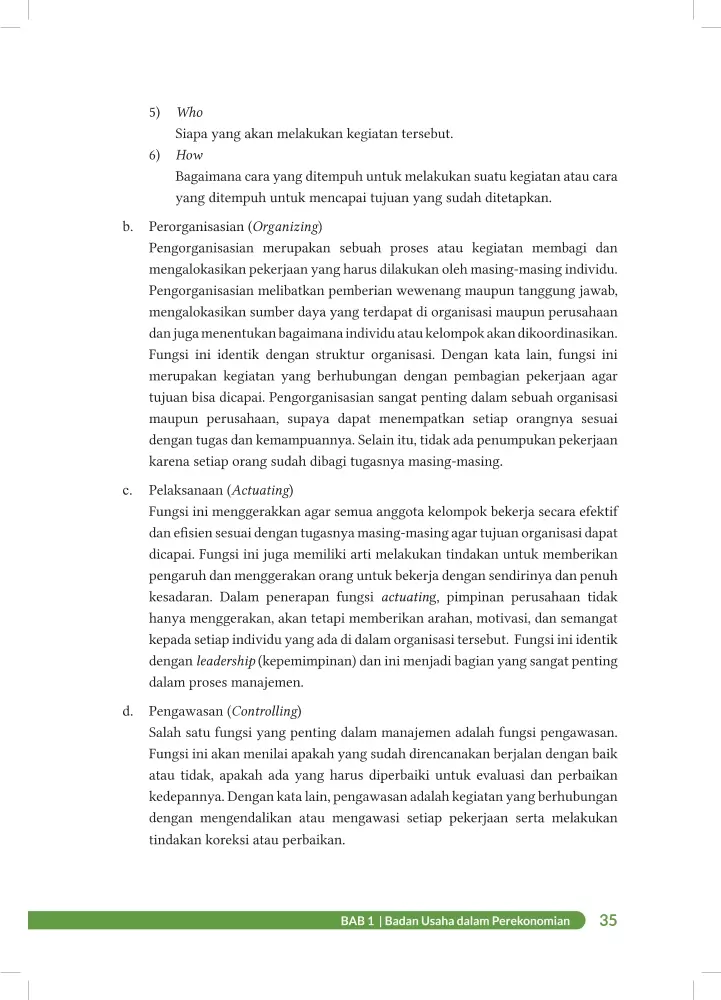 5) Who
Siapa yang akan melakukan kegiatan tersebut.
6) How
Bagaimana cara yang ditempuh untuk melakukan suatu kegiatan atau cara
yang ditempuh untuk mencapai tujuan yang sudah ditetapkan.
b. Perorganisasian (Organizing)
Pengorganisasian merupakan sebuah proses atau kegiatan membagi dan
mengalokasikan pekerjaan yang harus dilakukan oleh masing-masing individu.
Pengorganisasian melibatkan pemberian wewenang maupun tanggung jawab,
mengalokasikan sumber daya yang terdapat di organisasi maupun perusahaan
dan juga menentukan bagaimana individu atau kelompok akan dikoordinasikan.
Fungsi ini identik dengan struktur organisasi. Dengan kata lain, fungsi ini
merupakan kegiatan yang berhubungan dengan pembagian pekerjaan agar
tujuan bisa dicapai. Pengorganisasian sangat penting dalam sebuah organisasi
maupun perusahaan, supaya dapat menempatkan setiap orangnya sesuai
dengan tugas dan kemampuannya. Selain itu, tidak ada penumpukan pekerjaan
karena setiap orang sudah dibagi tugasnya masing-masing.
c. Pelaksanaan (Actuating)
Fungsi ini menggerakkan agar semua anggota kelompok bekerja secara efektif
dan efisien sesuai dengan tugasnya masing-masing agar tujuan organisasi dapat
dicapai. Fungsi ini juga memiliki arti melakukan tindakan untuk memberikan
pengaruh dan menggerakan orang untuk bekerja dengan sendirinya dan penuh
kesadaran. Dalam penerapan fungsi actuating, pimpinan perusahaan tidak
hanya menggerakan, akan tetapi memberikan arahan, motivasi, dan semangat
kepada setiap individu yang ada di dalam organisasi tersebut. Fungsi ini identik
dengan leadership (kepemimpinan) dan ini menjadi bagian yang sangat penting
dalam proses manajemen.
d. Pengawasan (Controlling)
Salah satu fungsi yang penting dalam manajemen adalah fungsi pengawasan.
Fungsi ini akan menilai apakah yang sudah direncanakan berjalan dengan baik
atau tidak, apakah ada yang harus diperbaiki untuk evaluasi dan perbaikan
kedepannya. Dengan kata lain, pengawasan adalah kegiatan yang berhubungan
dengan mengendalikan atau mengawasi setiap pekerjaan serta melakukan
tindakan koreksi atau perbaikan.
BAB 1 | Badan Usaha dalam Perekonomian 35